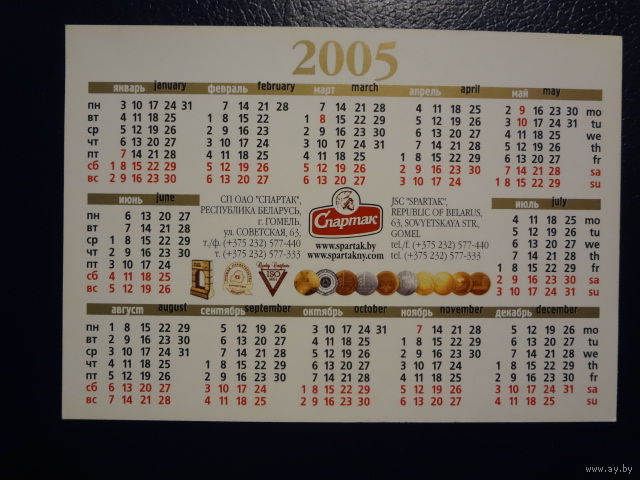 2005
январь january февраль february март march апрель april май may
пн 3 10 17 24 31 7 14 21 28 7 14 21 28 4 11 18 25 2 9 16 23 30 mo
вт 4 11 18 25 1 8 15 22 1 8 15 22 29 5 12 19 26 3 10 17 24 31 tu
ср 5 12 19 26 2 9 16 23 2 9 16 23 30 6 13 20 27 4 11 18 25 we
чт 6 13 20 27 3 10 17 24 3 10 17 24 31 7 14 21 28 5 12 19 26 th
пт 7 14 21 28 4 11 18 25 4 11 18 25 1 8 15 22 29 6 13 20 27 fr
сб 1 8 15 22 29 5 12 19 26 5 12 19 26 2 9 16 23 30 7 14 21 28 sa
вс 2 9 16 23 30 6 13 20 27 6 13 20 27 3 10 17 24 1 8 15 22 29 su
июнь june
пн 6 13 20 27
вт 7 14 21 28
ср 1 8 15 22 29
чт 2 9 16 23 30
пт 3 10 17 24
сб 4 11 18 25
вс 5 12 19 26
СП ОАО "СПАРТАК",
РЕСПУБЛИКА БЕЛАРУСЬ,
г. ГОМЕЛЬ,
ул. СОВЕТСКАЯ, 63,
т./ф. (+375 232) 577-440
т. (+375 232) 577-333
Спартак
www.spartak.by
www.spartakny.com
JSC "SPARTAK",
REPUBLIC OF BELARUS,
63, SOVYETSKAYA STR,
GOMEL
tel./f. (+375 232) 577-440
tel. (+375 232) 577-333
ISO
июль july
4 11 18 25 mo
5 12 19 26 tu
6 13 20 27 we
7 14 21 28 th
1 8 15 22 29 fr
2 9 16 23 30 sa
3 10 17 24 31 su
август august сентябрь september октябрь october ноябрь november декабрь december
пн 1 8 15 22 29 5 12 19 26 3 10 17 24 31 7 14 21 28 5 12 19 26 mo
вт 2 9 16 23 30 6 13 20 27 4 11 18 25 1 8 15 22 29 6 13 20 27 tu
ср 3 10 17 24 31 7 14 21 28 5 12 19 26 2 9 16 23 30 7 14 21 28 we
чт 4 11 18 25 1 8 15 22 29 6 13 20 27 3 10 17 24 1 8 15 22 29 th
пт 5 12 19 26 2 9 16 23 30 7 14 21 28 4 11 18 25 2 9 16 23 30 fr
сб 6 13 20 27 3 10 17 24 1 8 15 22 29 5 12 19 26 3 10 17 24 31 sa
вс 7 14 21 28 4 11 18 25 2 9 16 23 30 6 13 20 27 4 11 18 25 su
www.ay.by